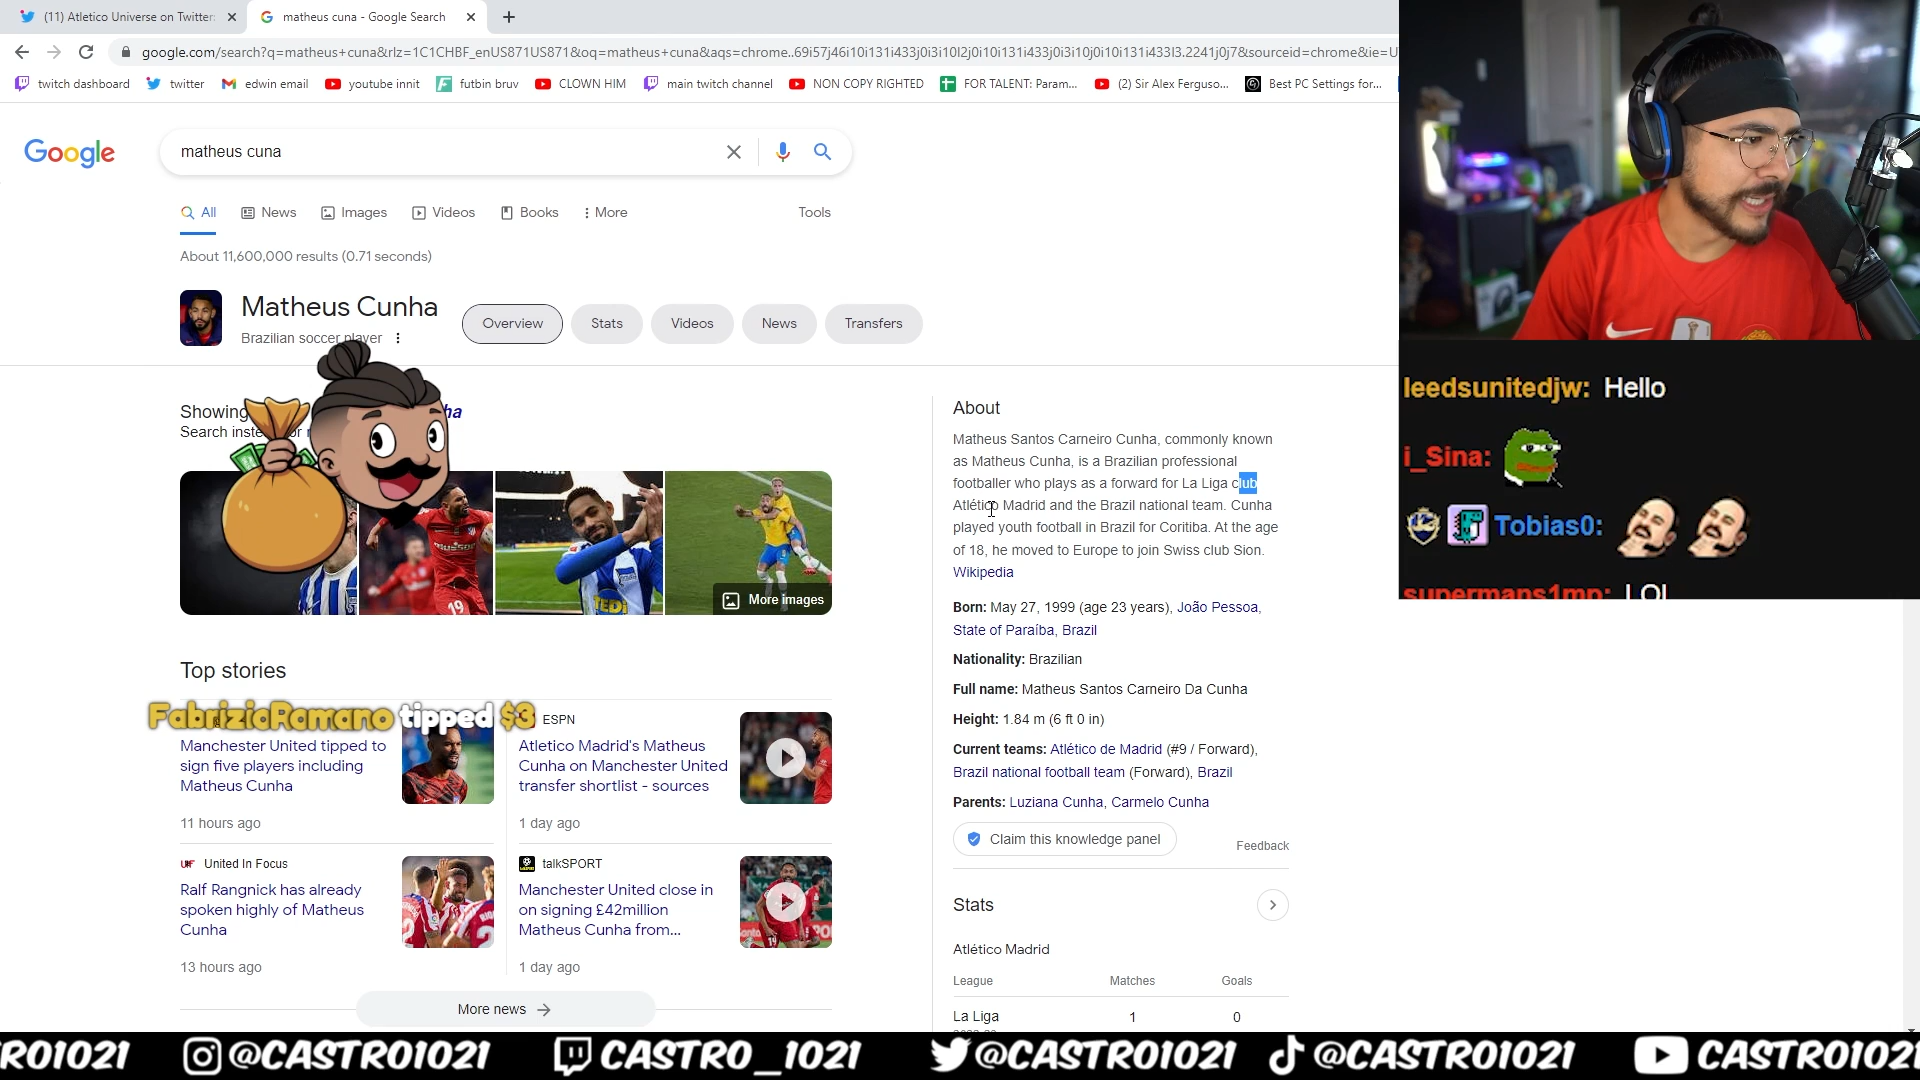 (11) Atletico Universe on Twitter:
matheus cuna - Google Search
google.com/search?q=matheus+cuna&rlz=1C1CHBF_enUS871US871&oq=matheus+cuna&aqs=chrome..69i57j46i10i131i433j0i3i10l2j0i10i131i433j0i3i10j0i10i131i433l3.2241j0j7&sourceid=chrome&ie=U
twitch dashboard
twitter
edwin email
youtube innit
futbin bruv
CLOWN HIM
main twitch channel
NON COPY RIGHTED
FOR TALENT: Param...
(2) Sir Alex Ferguso...
Best PC Settings for...
Google
matheus cuna
All
News
Images
Videos
Books
More
Tools
About 11,600,000 results (0.71 seconds)
Matheus Cunha
Brazilian soccer player
Overview
Stats
Videos
News
Transfers
Showing
ha
Search inste
or
More images
Top stories
FabrizioRomano tipped $3
Manchester United tipped to
sign five players including
Matheus Cunha
11 hours ago
ESPN
Atletico Madrid's Matheus
Cunha on Manchester United
transfer shortlist - sources
1 day ago
United In Focus
Ralf Rangnick has already
spoken highly of Matheus
Cunha
13 hours ago
talkSPORT
Manchester United close in
on signing £42million
Matheus Cunha from...
1 day ago
More news
About
Matheus Santos Carneiro Cunha, commonly known
as Matheus Cunha, is a Brazilian professional
footballer who plays as a forward for La Liga club
Atlético Madrid and the Brazil national team. Cunha
played youth football in Brazil for Coritiba. At the age
of 18, he moved to Europe to join Swiss club Sion.
Wikipedia
Born: May 27, 1999 (age 23 years), João Pessoa,
State of Paraíba, Brazil
Nationality: Brazilian
Full name: Matheus Santos Carneiro Da Cunha
Height: 1.84 m (6 ft 0 in)
Current teams: Atlético de Madrid (#9 / Forward),
Brazil national football team (Forward), Brazil
Parents: Luziana Cunha, Carmelo Cunha
Claim this knowledge panel
Feedback
Stats
Atlético Madrid
League
Matches
Goals
La Liga
1
0
19
TEDi
leedsunitedjw: Hello
i_Sina:
Tobias0:
supermans1mp: LOL
RO1021
@CASTRO1021
CASTRO_1021
@CASTRO1021
@CASTRO1021
CASTRO1021